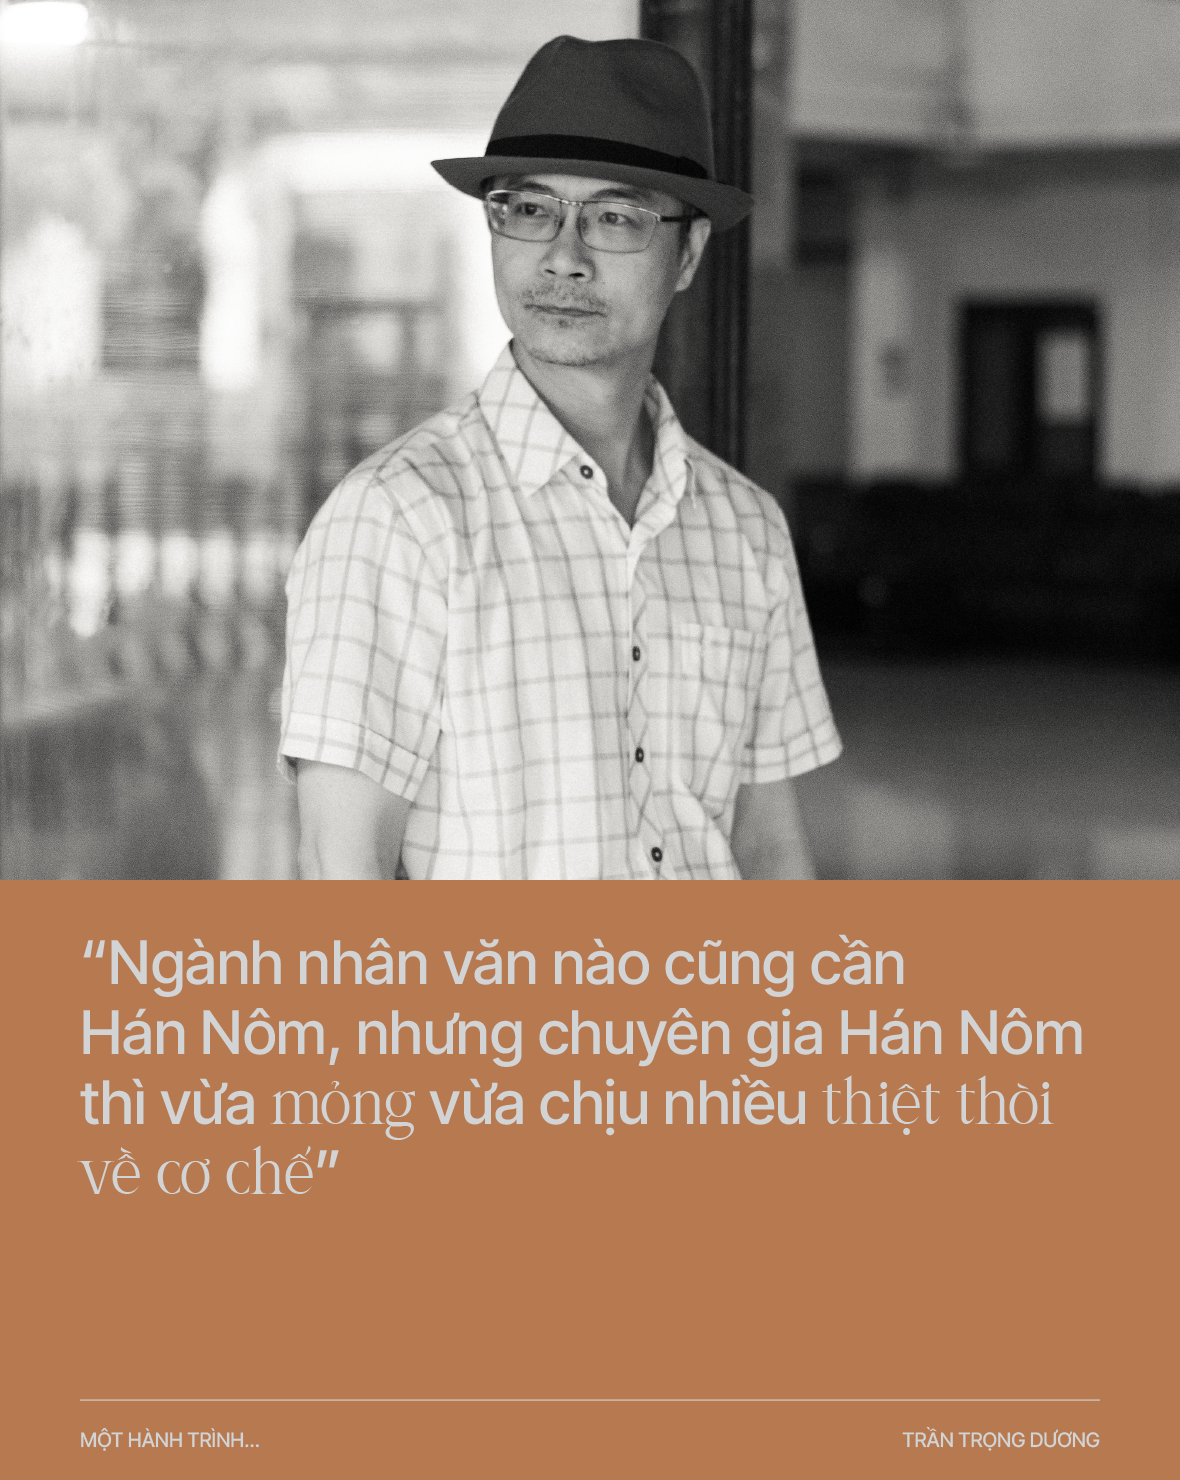 “Ngành nhân văn nào cũng cần
Hán Nôm, nhưng chuyên gia Hán Nôm
thì vừa mỏng vừa chịu nhiều thiệt thòi
về cơ chế”
MỘT HÀNH TRÌNH...
TRẦN TRỌNG DƯƠNG